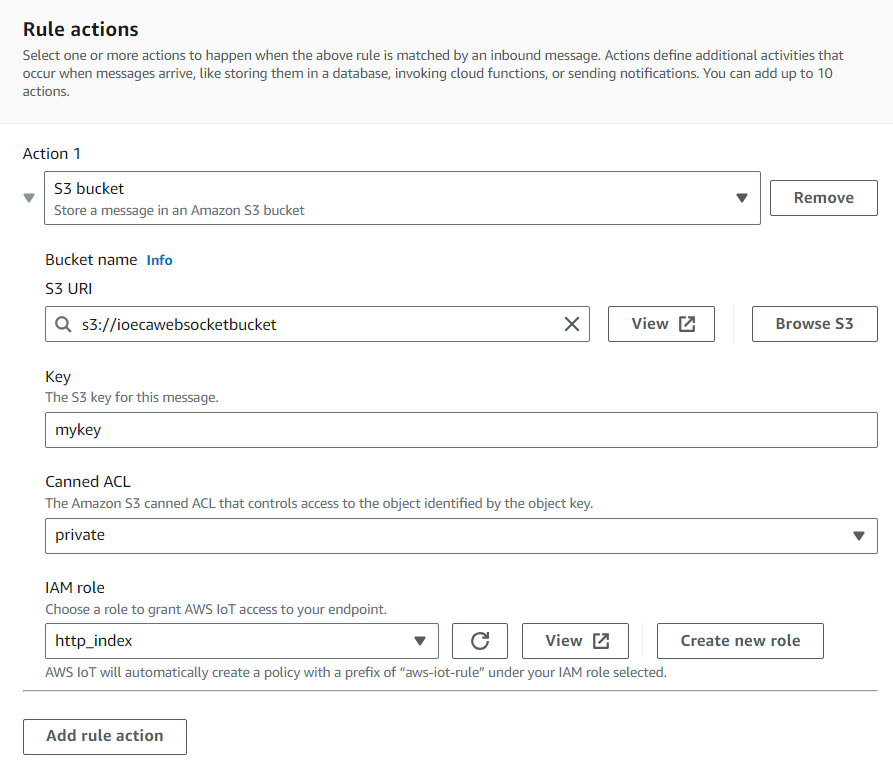 Rule actions
Select one or more actions to happen when the above rule is matched by an inbound message. Actions define additional activities that
occur when messages arrive, like storing them in a database, invoking cloud functions, or sending notifications. You can add up to 10
actions.
Action 1
S3 bucket
Store a message in an Amazon S3 bucket
Remove
Bucket name Info
S3 URI
s3://ioecawebsocketbucket
View
Browse S3
Key
The S3 key for this message.
mykey
Canned ACL
The Amazon S3 canned ACL that controls access to the object identified by the object key.
private
IAM role
Choose a role to grant AWS IoT access to your endpoint.
http_index
View
Create new role
AWS IoT will automatically create a policy with a prefix of “aws-iot-rule” under your IAM role selected.
Add rule action